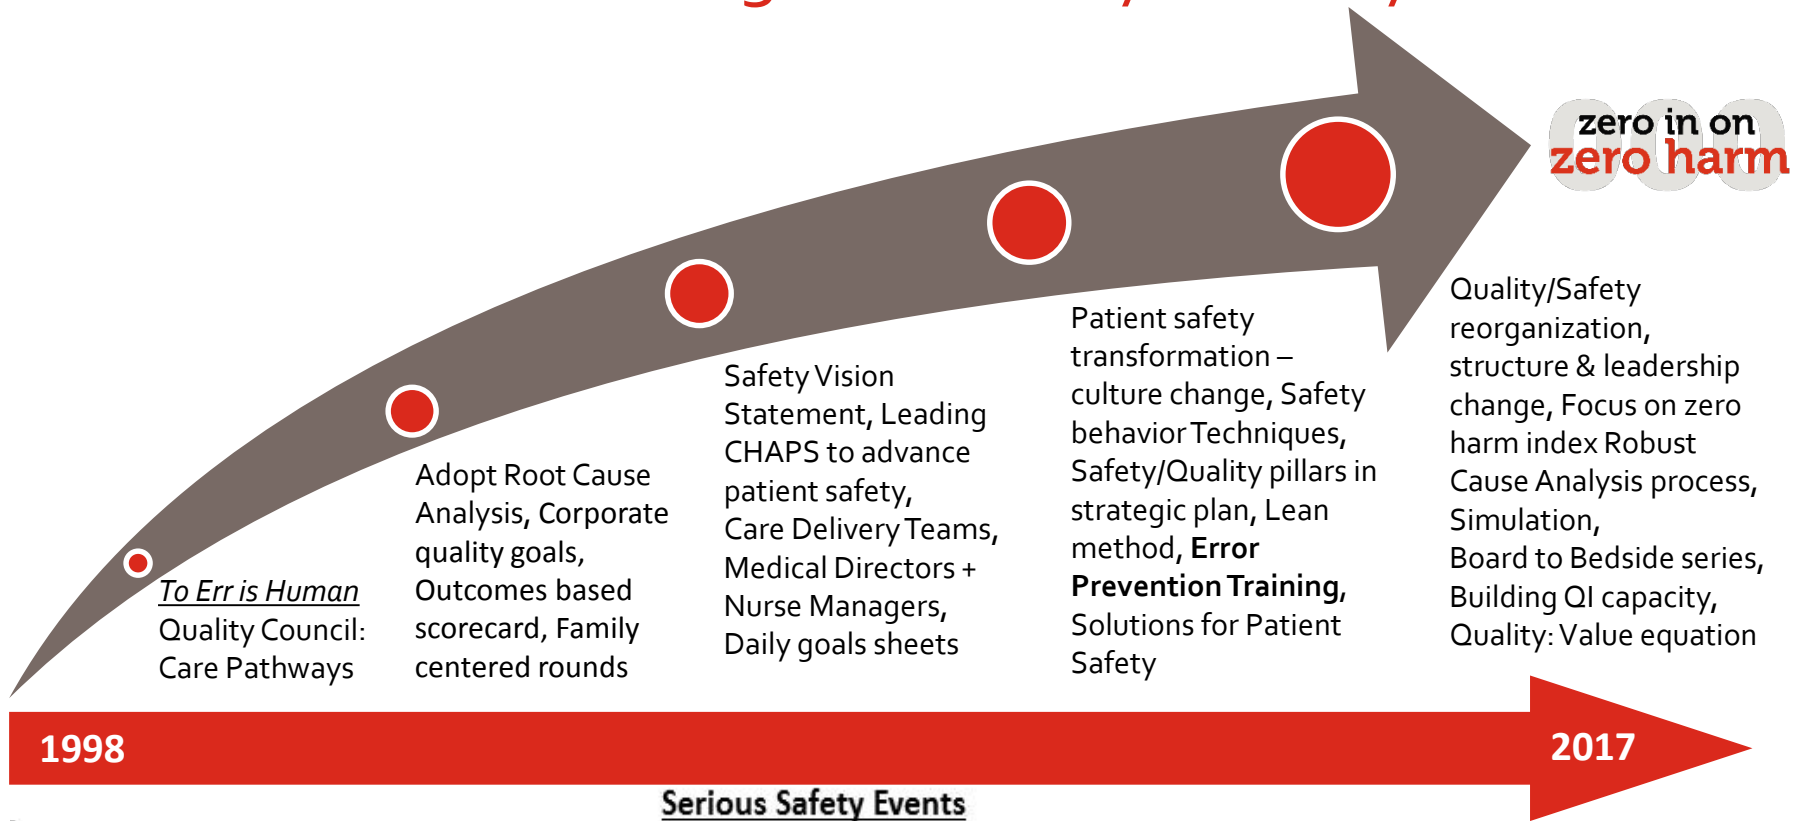 zero in on
zero harm
To Err is Human
Quality Council:
Care Pathways
Adopt Root Cause
Analysis, Corporate
quality goals,
Outcomes based
scorecard, Family
centered rounds
Safety Vision
Statement, Leading
CHAPS to advance
patient safety,
Care Delivery Teams,
Medical Directors +
Nurse Managers,
Daily goals sheets
Patient safety
transformation –
culture change, Safety
behavior Techniques,
Safety/Quality pillars in
strategic plan, Lean
method, Error
Prevention Training,
Solutions for Patient
Safety
Quality/Safety
reorganization,
structure & leadership
change, Focus on zero
harm index Robust
Cause Analysis process,
Simulation,
Board to Bedside series,
Building QI capacity,
Quality: Value equation
1998
2017
Serious Safety Events